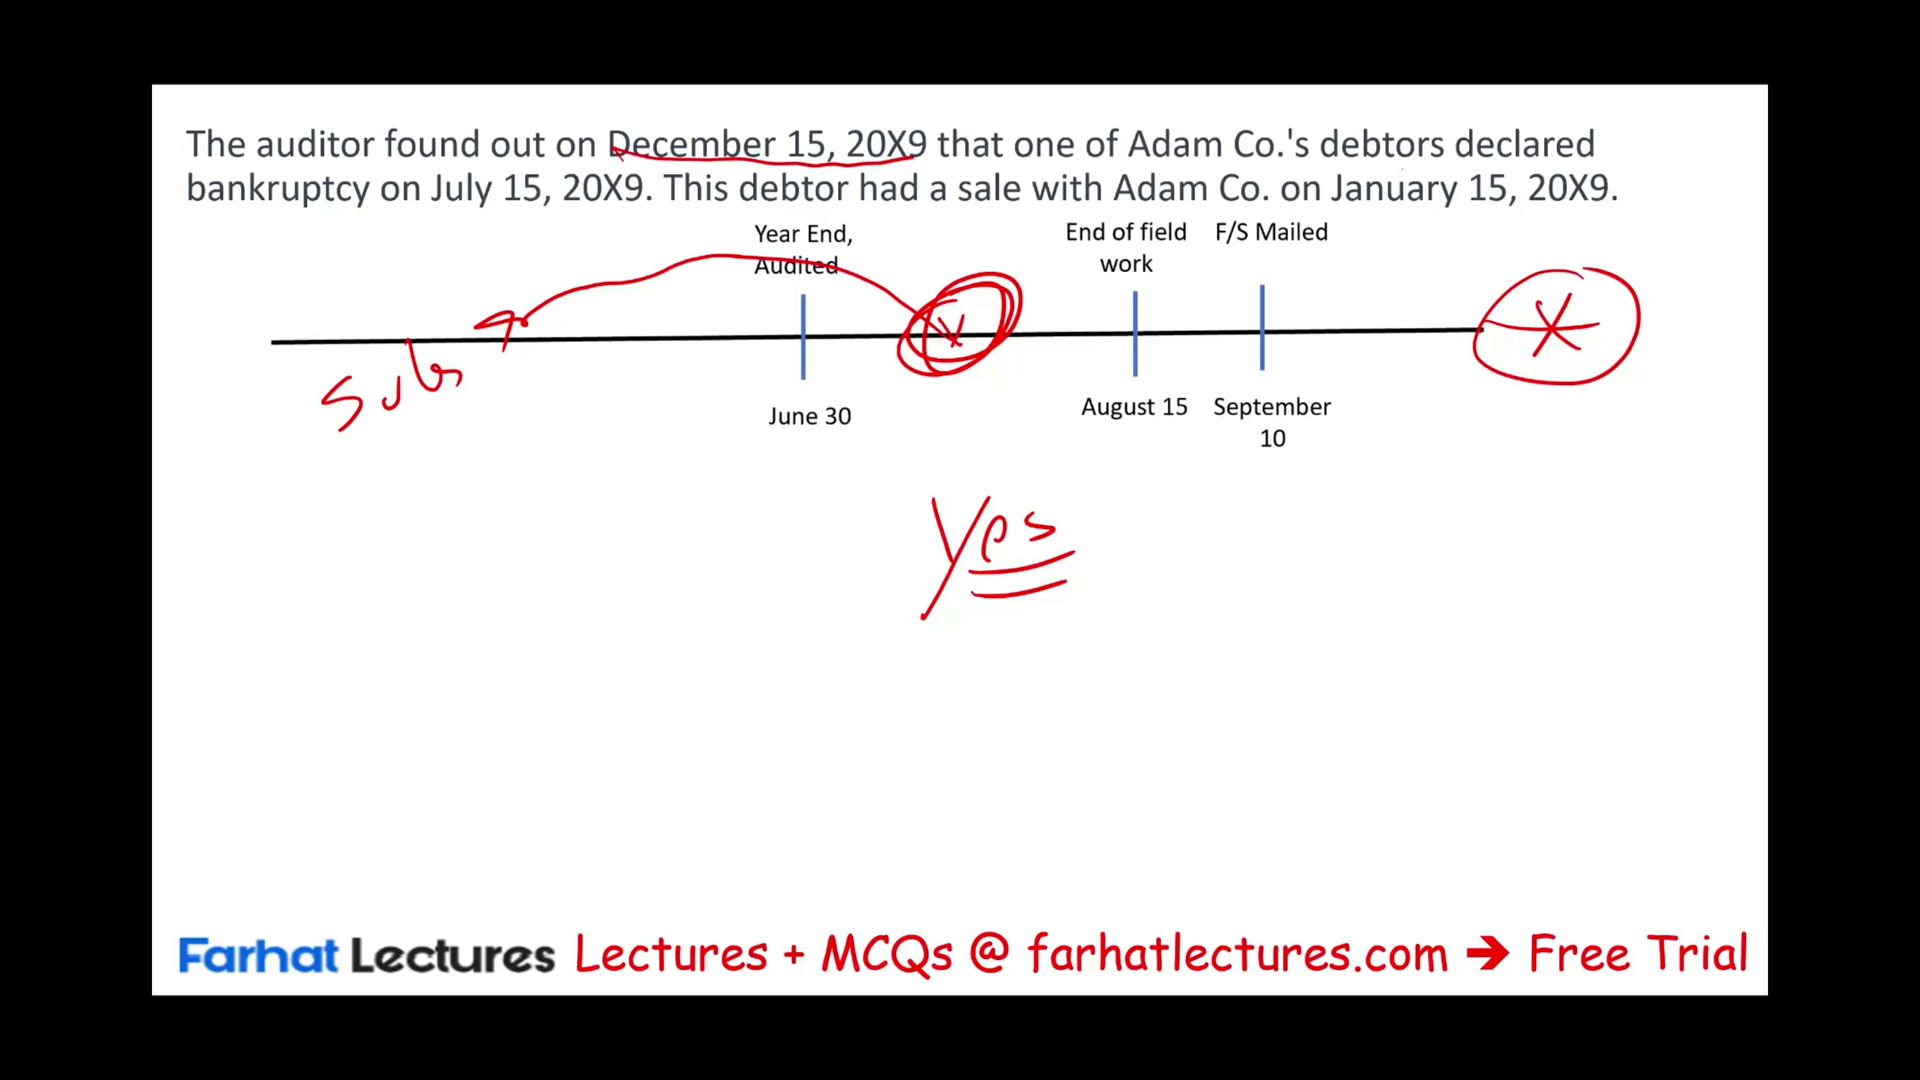 The auditor found out on December 15, 20X9 that one of Adam Co.'s debtors declared
bankruptcy on July 15, 20X9. This debtor had a sale with Adam Co. on January 15, 20X9.
Year End,
Audited
End of field
work
F/S Mailed
June 30
August 15
September
10
Yes
Farhat Lectures Lectures + MCQs @ farhatlectures.com → Free Trial